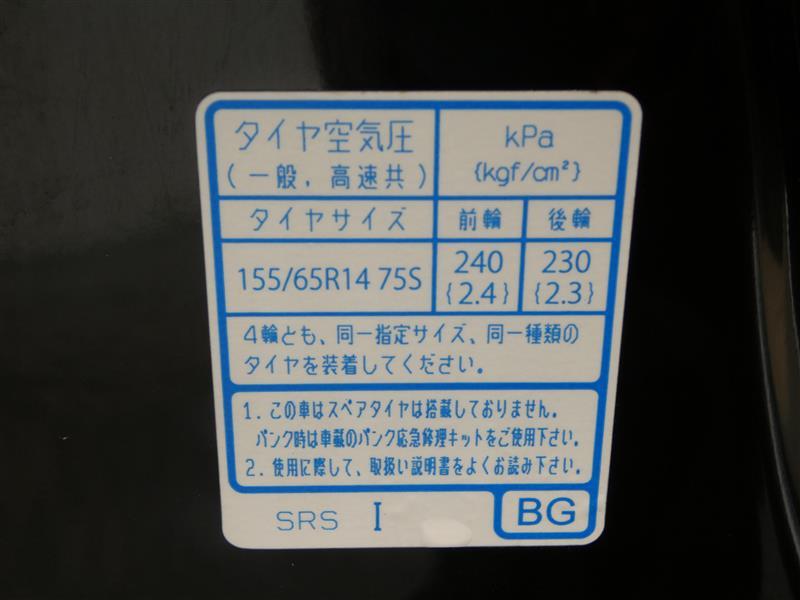 タイヤ空気圧
(一般，高速共)
kPa
{kgf/cm²}
タイヤサイズ 前輪 後輪
155/65R14 75S 240 {2.4} 230 {2.3}
4輪とも、同一指定サイズ、同一種類の
タイヤを装着してください。
1. この車はスペアタイヤは搭載しておりません。
パンク時は車載のパンク応急修理キットをご使用下さい。
2. 使用に際して、取扱い説明書をよくお読み下さい。
SRS I BG